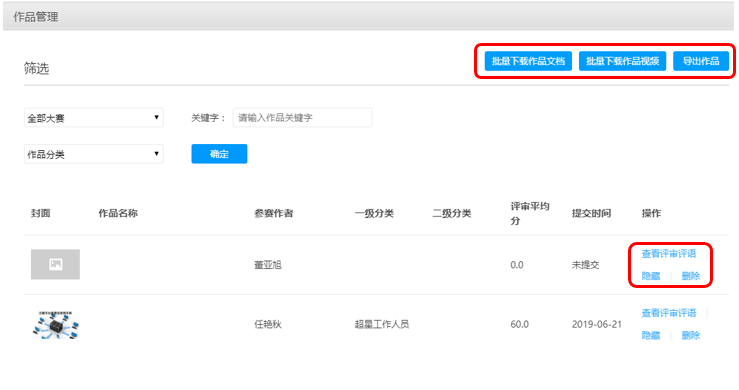 作品管理
批量下载作品文档 批量下载作品视频 导出作品
筛选
全部大赛 关键字： 请输入作品关键字
作品分类 确定
封面 作品名称 参赛作者 一级分类 二级分类 评审平均分 提交时间 操作
董亚旭 0.0 未提交 查看评审评语
隐藏 删除
任艳秋 超星工作人员 60.0 2019-06-21 查看评审评语
隐藏 删除